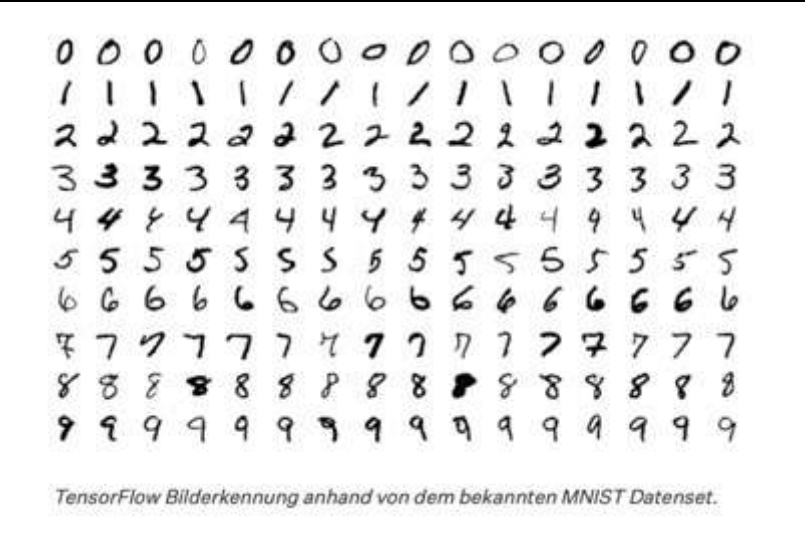 0 0 0 0 0 0 0 0 0 0 0 0 0 0 0 0
1 1 1 1 1 1 1 1 1 1 1 1 1 1 1 1
2 2 2 2 2 2 2 2 2 2 2 2 2 2 2 2
3 3 3 3 3 3 3 3 3 3 3 3 3 3 3 3
4 4 4 4 4 4 4 4 4 4 4 4 4 4 4 4
5 5 5 5 5 5 5 5 5 5 5 5 5 5 5 5
6 6 6 6 6 6 6 6 6 6 6 6 6 6 6 6
7 7 7 7 7 7 7 7 7 7 7 7 7 7 7 7
8 8 8 8 8 8 8 8 8 8 8 8 8 8 8 8
9 9 9 9 9 9 9 9 9 9 9 9 9 9 9 9
TensorFlow Bilderkennung anhand von dem bekannten MNIST Datenset.